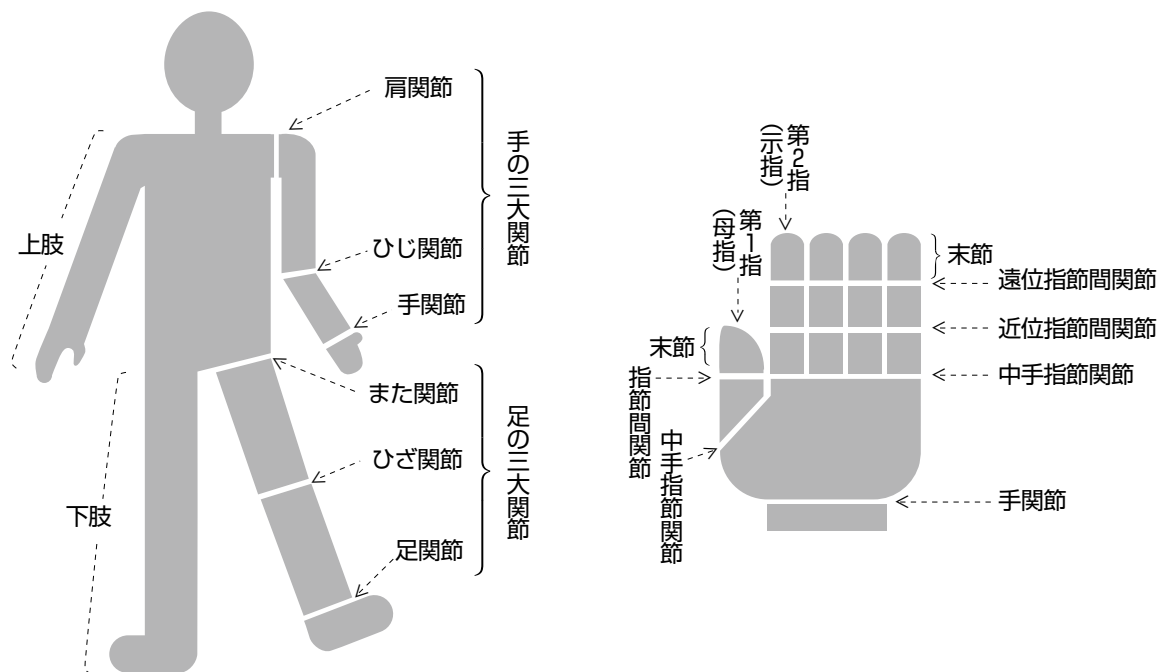 肩関節
手の三大関節
上肢
ひじ関節
手関節
また関節
足の三大関節
ひざ関節
下肢
足関節
第2指
(示指)
第1指
(母指)
末節
遠位指節間関節
近位指節間関節
末節
中手指節関節
指節間関節
中手指節関節
手関節